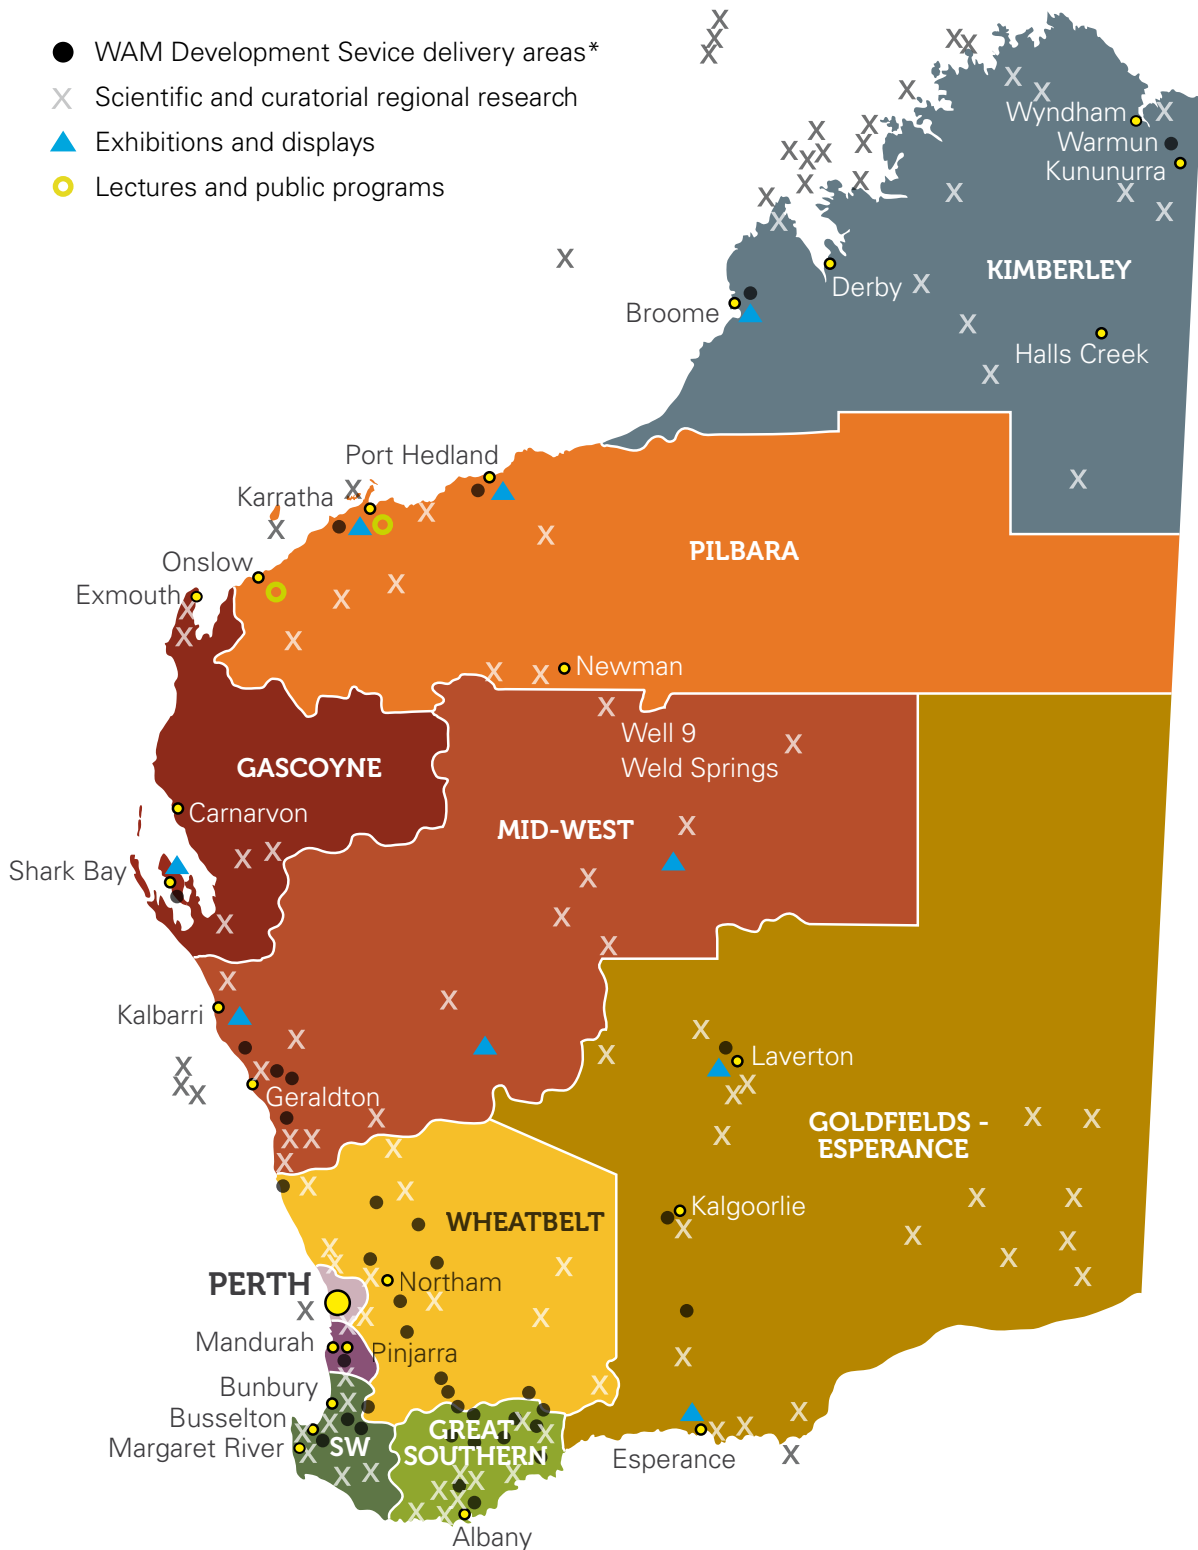 WAM Development Sevice delivery areas*
Scientific and curatorial regional research
Exhibitions and displays
Lectures and public programs
Wyndham
Warmun
Kununurra
KIMBERLEY
Derby
Broome
Halls Creek
Port Hedland
Karratha
PILBARA
Onslow
Exmouth
Newman
Well 9
Weld Springs
GASCOYNE
Carnarvon
MID-WEST
Shark Bay
Kalbarri
Laverton
Geraldton
GOLDFIELDS -
ESPERANCE
Kalgoorlie
WHEATBELT
Northam
PERTH
Mandurah
Pinjarra
Bunbury
Busselton
Margaret River
SW
GREAT
SOUTHERN
Esperance
Albany